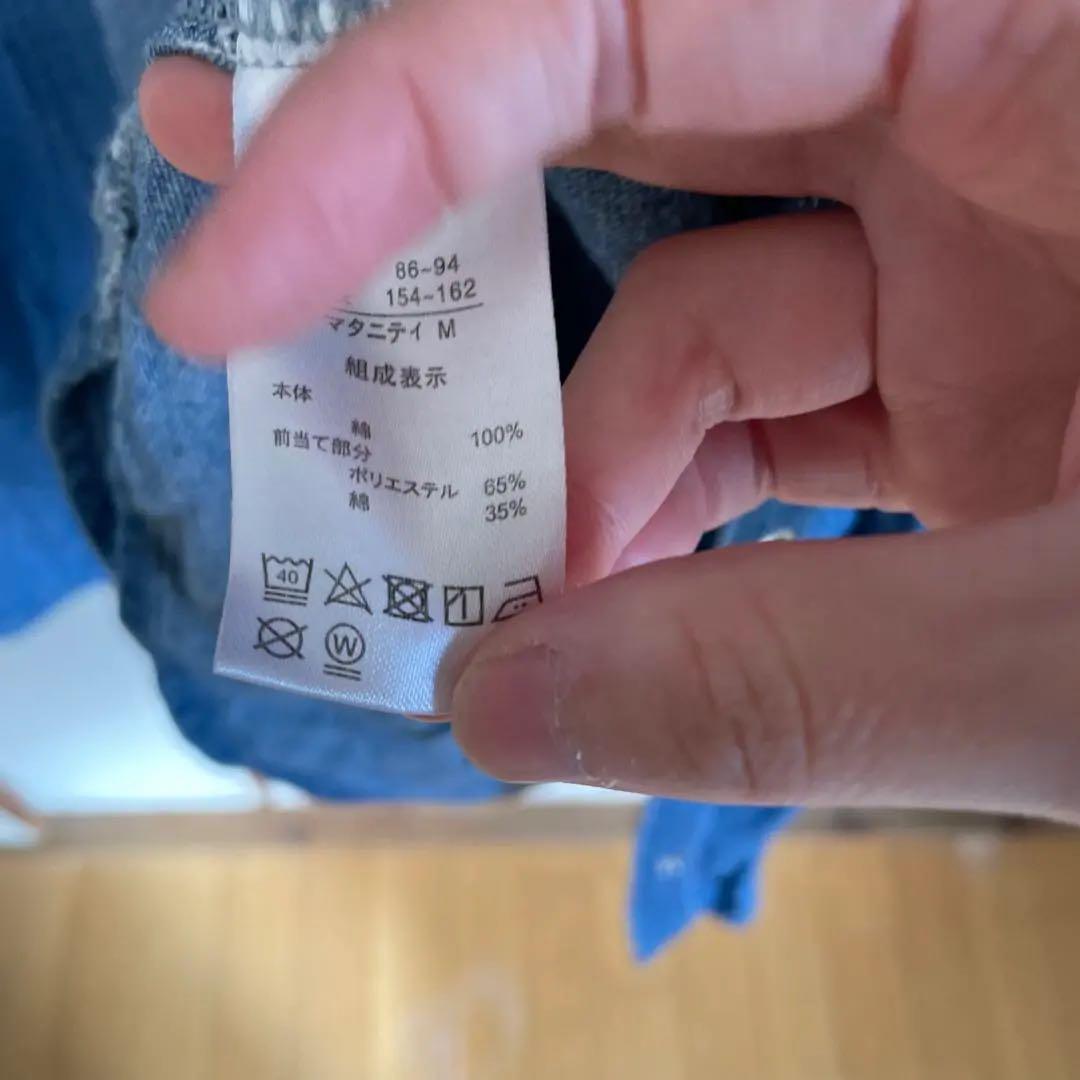 86~94
154~162
マタニティ M
組成表示
本体
綿 100%
前当て部分
ポリエステル 65%
綿 35%
40
W